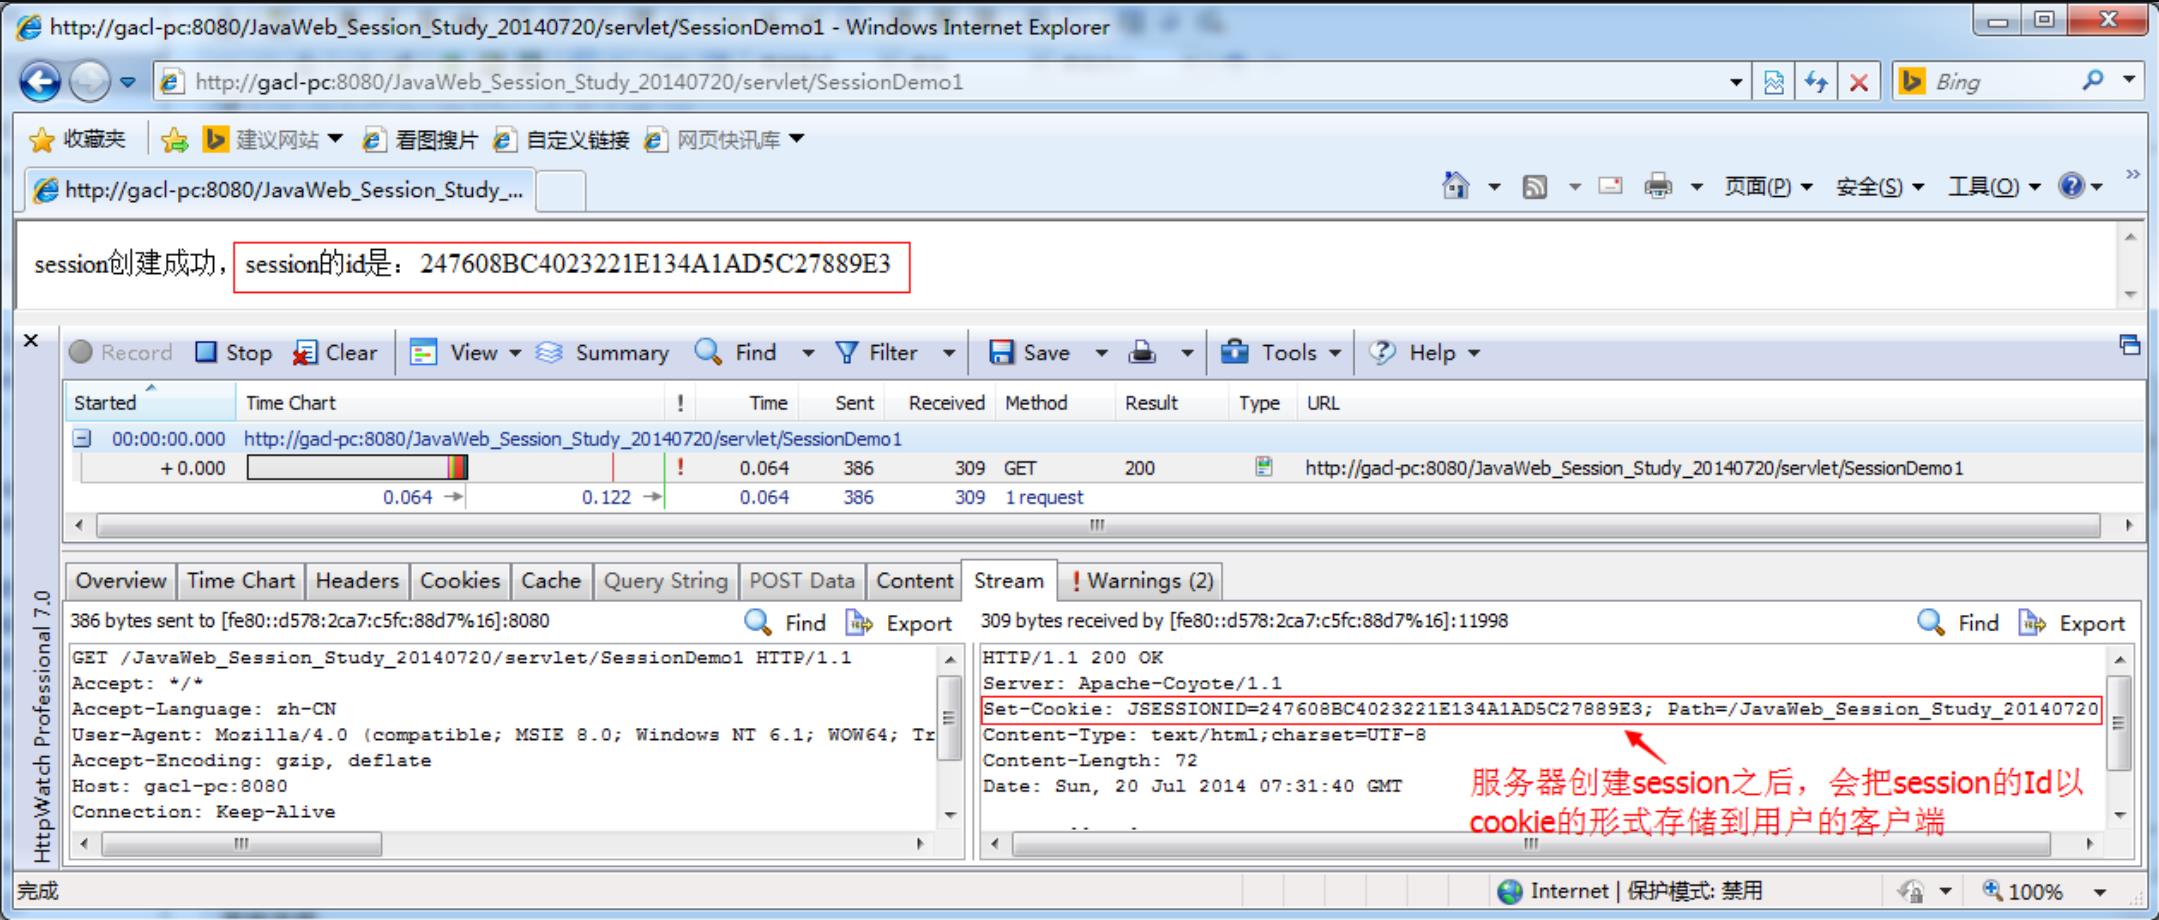 http://gacl-pc:8080/JavaWeb_Session_Study_20140720/servlet/SessionDemo1 - Windows Internet Explorer
http://gacl-pc:8080/JavaWeb_Session_Study_20140720/servlet/SessionDemo1
Bing
收藏夹 建议网站 看图搜片 自定义链接 网页快讯库
http://gacl-pc:8080/JavaWeb_Session_Study_... 页面(P) 安全(S) 工具(O)
session创建成功，session的id是：247608BC4023221E134A1AD5C27889E3
Record Stop Clear View Summary Find Filter Save Tools Help
Started Time Chart ! Time Sent Received Method Result Type URL
00:00:00.000 http://gacl-pc:8080/JavaWeb_Session_Study_20140720/servlet/SessionDemo1
+ 0.000 ! 0.064 386 309 GET 200 http://gacl-pc:8080/JavaWeb_Session_Study_20140720/servlet/SessionDemo1
0.064 0.122 0.064 386 309 1 request
Overview Time Chart Headers Cookies Cache Query String POST Data Content Stream ! Warnings (2)
386 bytes sent to [fe80::d578:2ca7:c5fc:88d7%16]:8080 Find Export
GET /JavaWeb_Session_Study_20140720/servlet/SessionDemo1 HTTP/1.1
Accept: */*
Accept-Language: zh-CN
User-Agent: Mozilla/4.0 (compatible; MSIE 8.0; Windows NT 6.1; WOW64; Tr
Accept-Encoding: gzip, deflate
Host: gacl-pc:8080
Connection: Keep-Alive
309 bytes received by [fe80::d578:2ca7:c5fc:88d7%16]:11998 Find Export
HTTP/1.1 200 OK
Server: Apache-Coyote/1.1
Set-Cookie: JSESSIONID=247608BC4023221E134A1AD5C27889E3; Path=/JavaWeb_Session_Study_20140720
Content-Type: text/html;charset=UTF-8
Content-Length: 72
Date: Sun, 20 Jul 2014 07:31:40 GMT
服务器创建session之后，会把session的Id以
cookie的形式存储到用户的客户端
HttpWatch Professional 7.0
完成 Internet | 保护模式: 禁用 100%